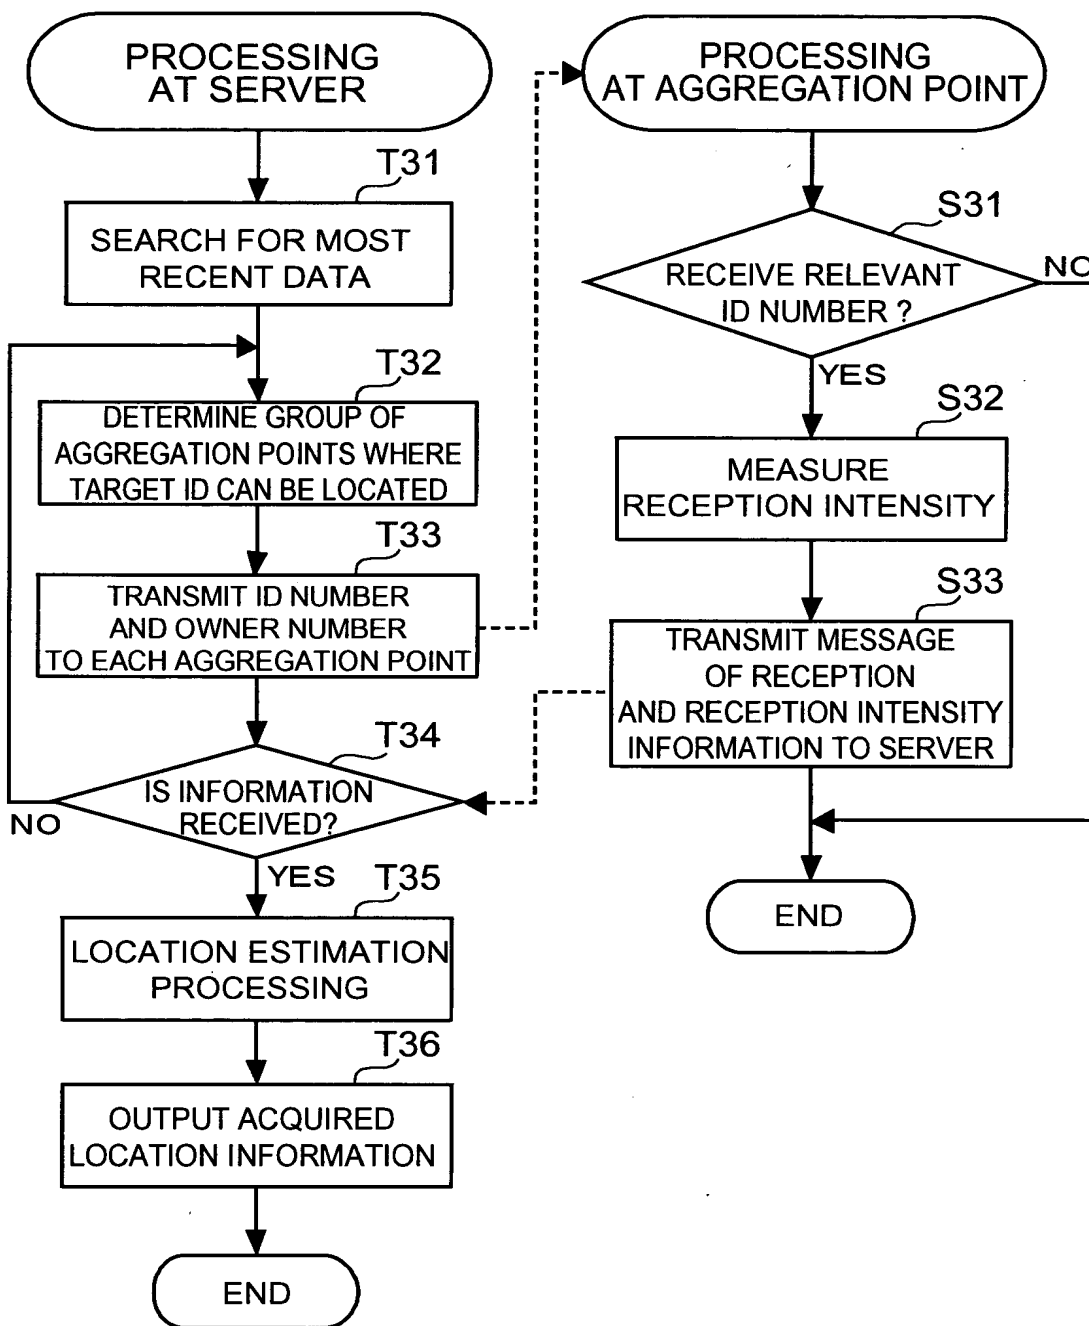 PROCESSING
AT SERVER
T31
SEARCH FOR MOST
RECENT DATA
T32
DETERMINE GROUP OF
AGGREGATION POINTS WHERE
TARGET ID CAN BE LOCATED
T33
TRANSMIT ID NUMBER
AND OWNER NUMBER
TO EACH AGGREGATION POINT
T34
IS INFORMATION
RECEIVED?
NO
YES
T35
LOCATION ESTIMATION
PROCESSING
T36
OUTPUT ACQUIRED
LOCATION INFORMATION
END
PROCESSING
AT AGGREGATION POINT
S31
RECEIVE RELEVANT
ID NUMBER ?
NO
YES
S32
MEASURE
RECEPTION INTENSITY
S33
TRANSMIT MESSAGE
OF RECEPTION
AND RECEPTION INTENSITY
INFORMATION TO SERVER
END